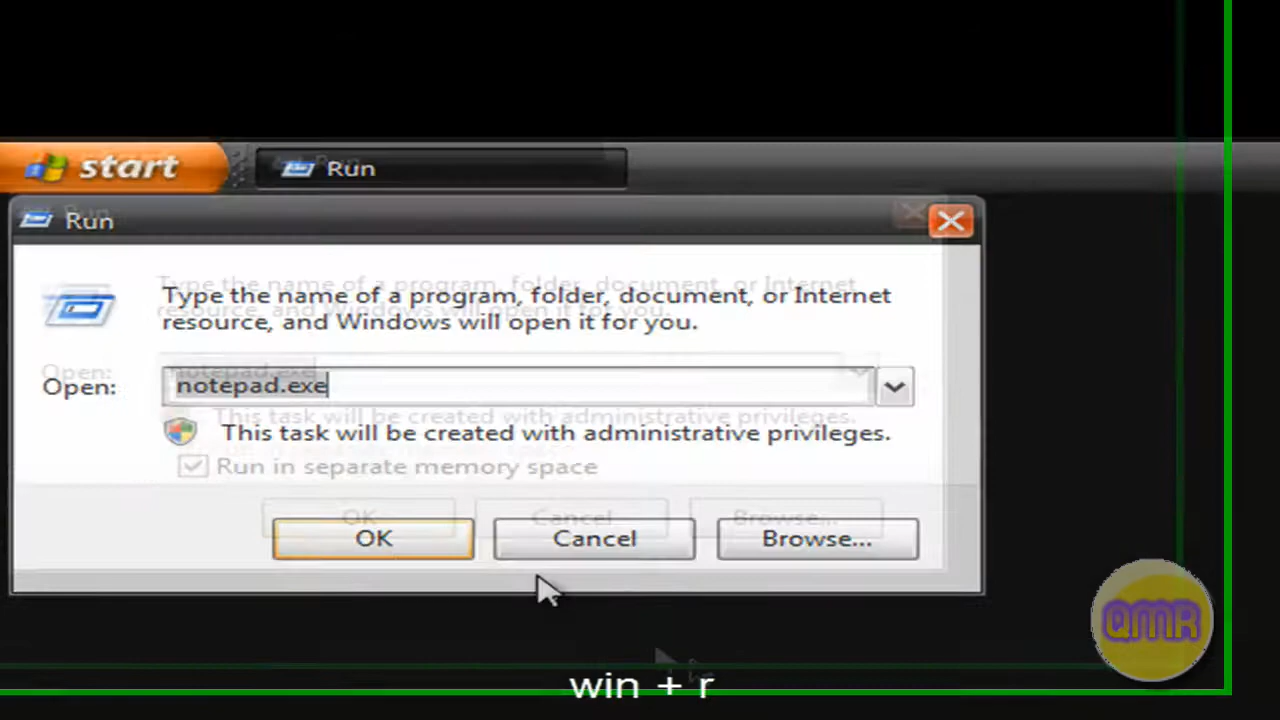 start
Run
Run
Type the name of a program, folder, document, or Internet
resource, and Windows will open it for you.
Open:
notepad.exe
This task will be created with administrative privileges.
Run in separate memory space
OK
Cancel
Browse...
QMR
win + r